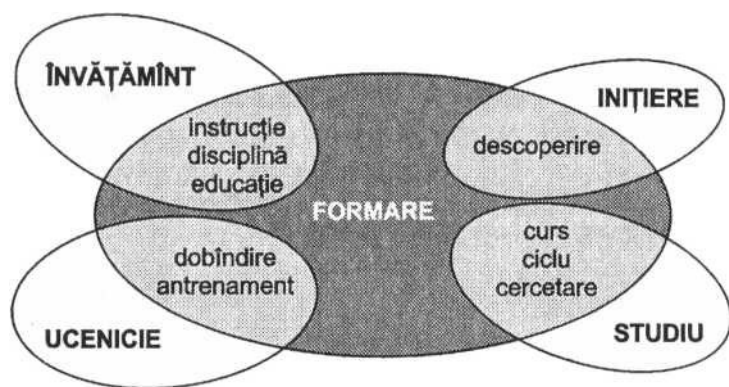 ÎNVĂȚĂMÎNT
instrucție
disciplină
educație
INIȚIERE
descoperire
FORMARE
dobîndire
antrenament
UCENICIE
curs
ciclu
cercetare
STUDIU